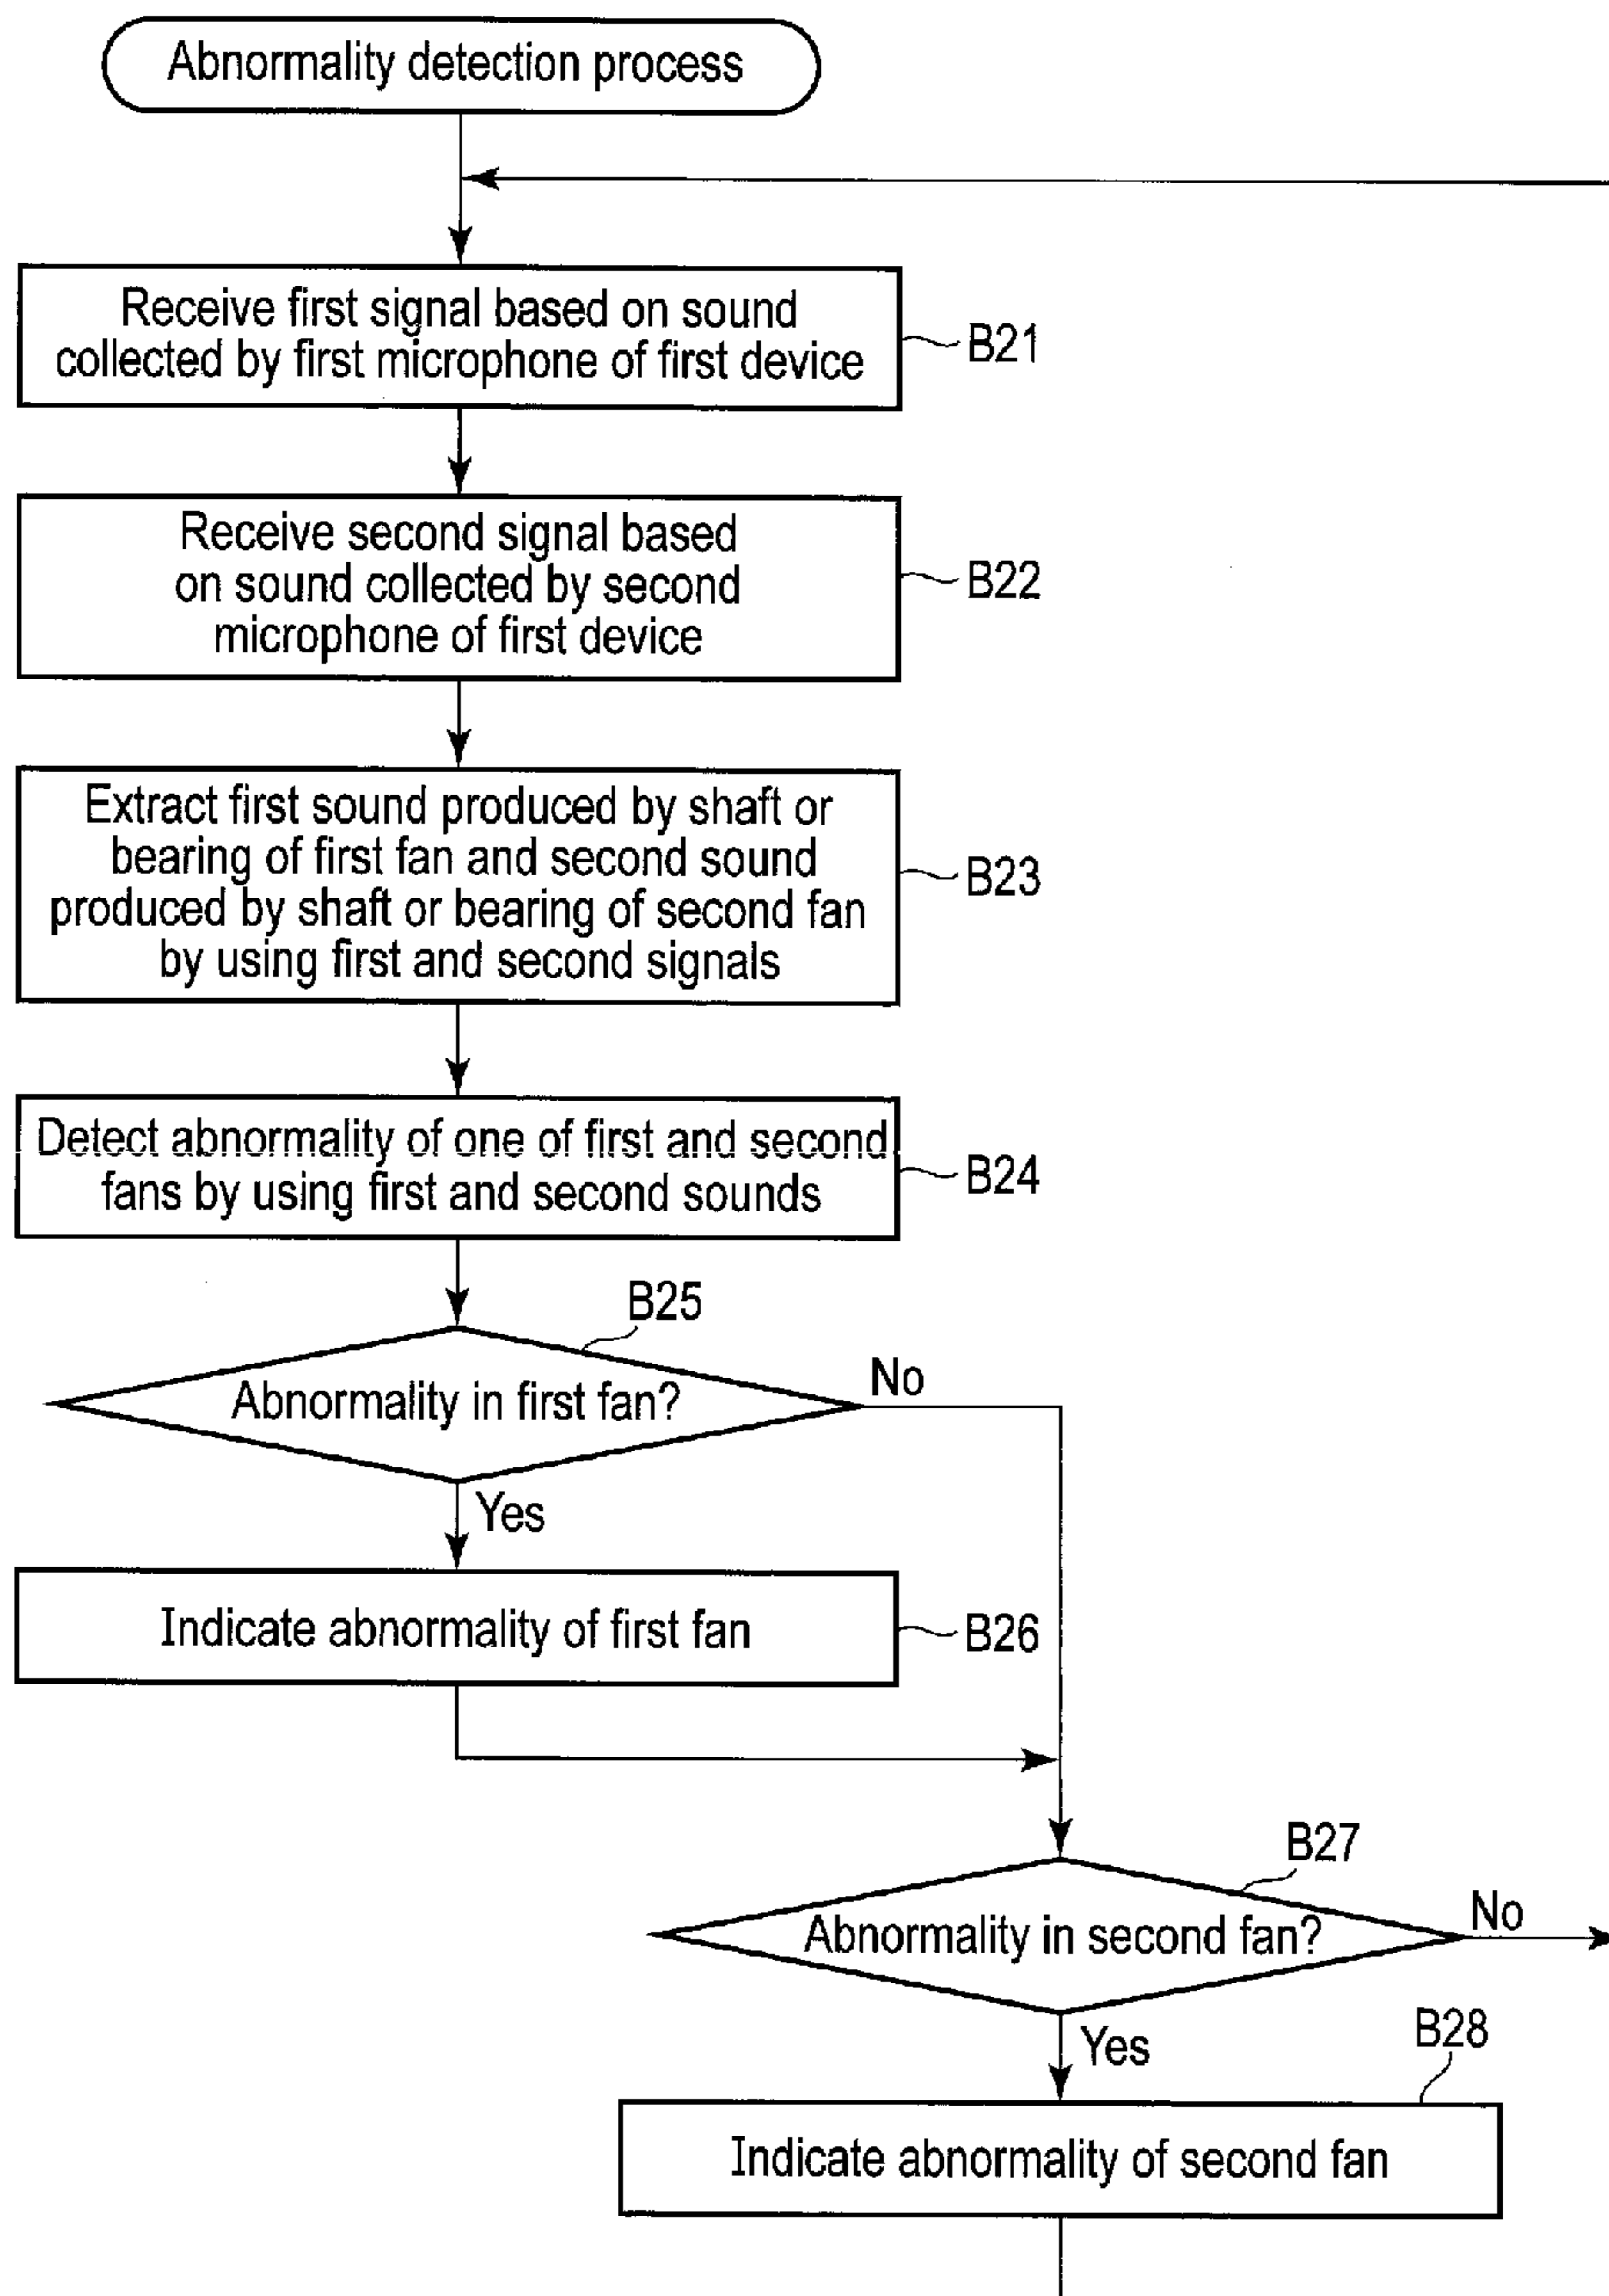 Abnormality detection process
Receive first signal based on sound
collected by first microphone of first device
B21
Receive second signal based
on sound collected by second
microphone of first device
B22
Extract first sound produced by shaft or
bearing of first fan and second sound
produced by shaft or bearing of second fan
by using first and second signals
B23
Detect abnormality of one of first and second
fans by using first and second sounds
B24
B25
Abnormality in first fan?
No
Yes
Indicate abnormality of first fan
B26
B27
Abnormality in second fan?
No
Yes
B28
Indicate abnormality of second fan